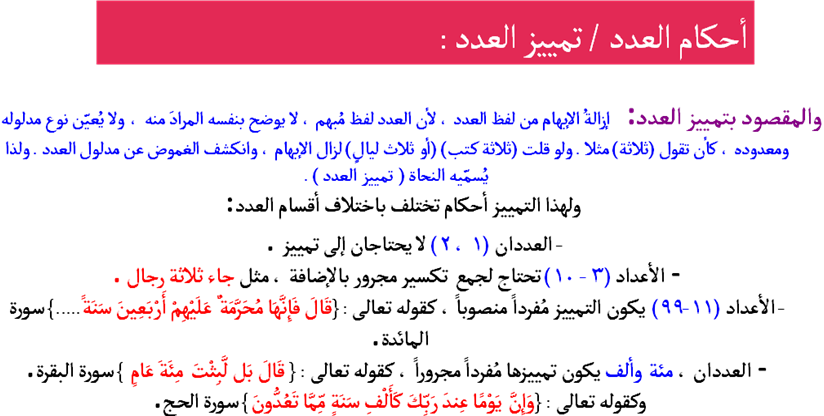 أحكام العدد / تمييز العدد :
والمقصود بتمييز العدد: إزالةُ الإبهام من لفظ العدد ، لأن العدد لفظ مُبهم ، لا يوضح بنفسه المرادَ منه ، ولا يُعيّن نوع مدلوله
ومعدوده ، كأن تقول (ثلاثة) مثلا . ولو قلت (ثلاثة كتب) (أو ثلاث ليالٍ) لزال الإبهام ، وانكشف الغموض عن مدلول العدد . ولذا
يُسمّيه النحاة ( تمييز العدد ) .
ولهذا التمييز أحكام تختلف باختلاف أقسام العدد:
- العددان (١ ، ٢) لا يحتاجان إلى تمييز .
- الأعداد (٣ - ١٠) تحتاج لجمع تكسير مجرور بالإضافة ، مثل جاء ثلاثة رجال .
- الأعداد (١١-٩٩) يكون التمييز مُفرداً منصوباً ، كقوله تعالى : {قَالَ فَإِنَّهَا مُحَرَّمَةٌ عَلَيْهِمْ أَرْبَعِينَ سَنَةً.....} سورة
المائدة.
- العددان ، مئة وألف يكون تمييزها مُفرداً مجروراً ، كقوله تعالى : { قَالَ بَل لَّبِثْتَ مِئَةَ عَامٍ } سورة البقرة.
وكقوله تعالى : {وَإِنَّ يَوْمًا عِندَ رَبِّكَ كَأَلْفِ سَنَةٍ مِّمَّا تَعُدُّونَ} سورة الحج.